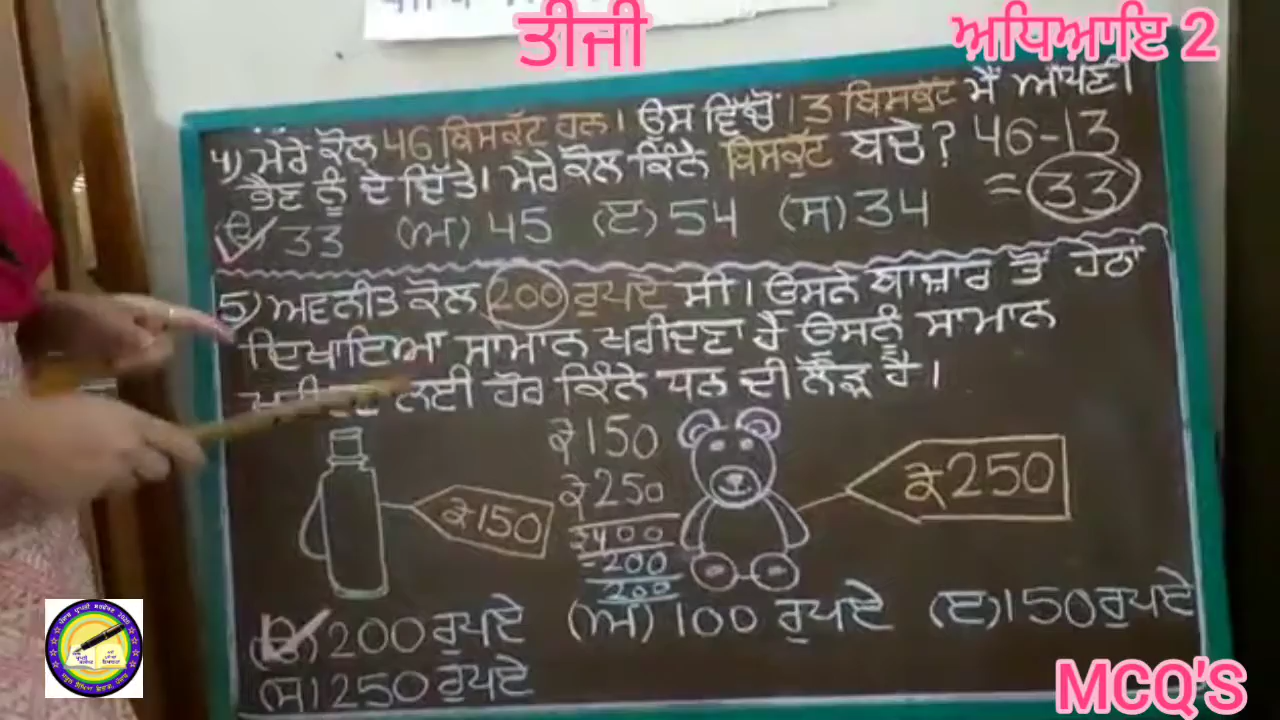 ਤੀਜੀ
ਅਧਿਆਇ 2
4) ਮੇਰੇ ਕੋਲ 46 ਬਿਸਕੁੱਟ ਹਨ। ਉਸ ਵਿੱਚੋਂ 13 ਬਿਸਕੁੱਟ ਮੈਂ ਆਪਣੀ
ਭੈਣ ਨੂੰ ਦੇ ਦਿੱਤੇ। ਮੇਰੇ ਕੋਲ ਕਿੰਨੇ ਬਿਸਕੁੱਟ ਬਚੇ? 46-13
= 33
(ੳ) 33 (ਅ) 45 (ੲ) 54 (ਸ) 34
5) ਅਵਨੀਤ ਕੋਲ 200 ਰੁਪਏ ਸੀ। ਉਸਨੇ ਬਾਜ਼ਾਰ ਤੋਂ ਹੇਠਾਂ
ਦਿਖਾਇਆ ਸਾਮਾਨ ਖਰੀਦਣਾ ਹੈ ਉਸਨੂੰ ਸਾਮਾਨ
ਲਈ ਹੋਰ ਕਿੰਨੇ ਧਨ ਦੀ ਲੋੜ ਹੈ।
₹150
₹250
₹400
-200
200
₹150
₹250
(ੳ) 200 ਰੁਪਏ (ਅ) 100 ਰੁਪਏ (ੲ) 150 ਰੁਪਏ
(ਸ) 250 ਰੁਪਏ
MCQ'S